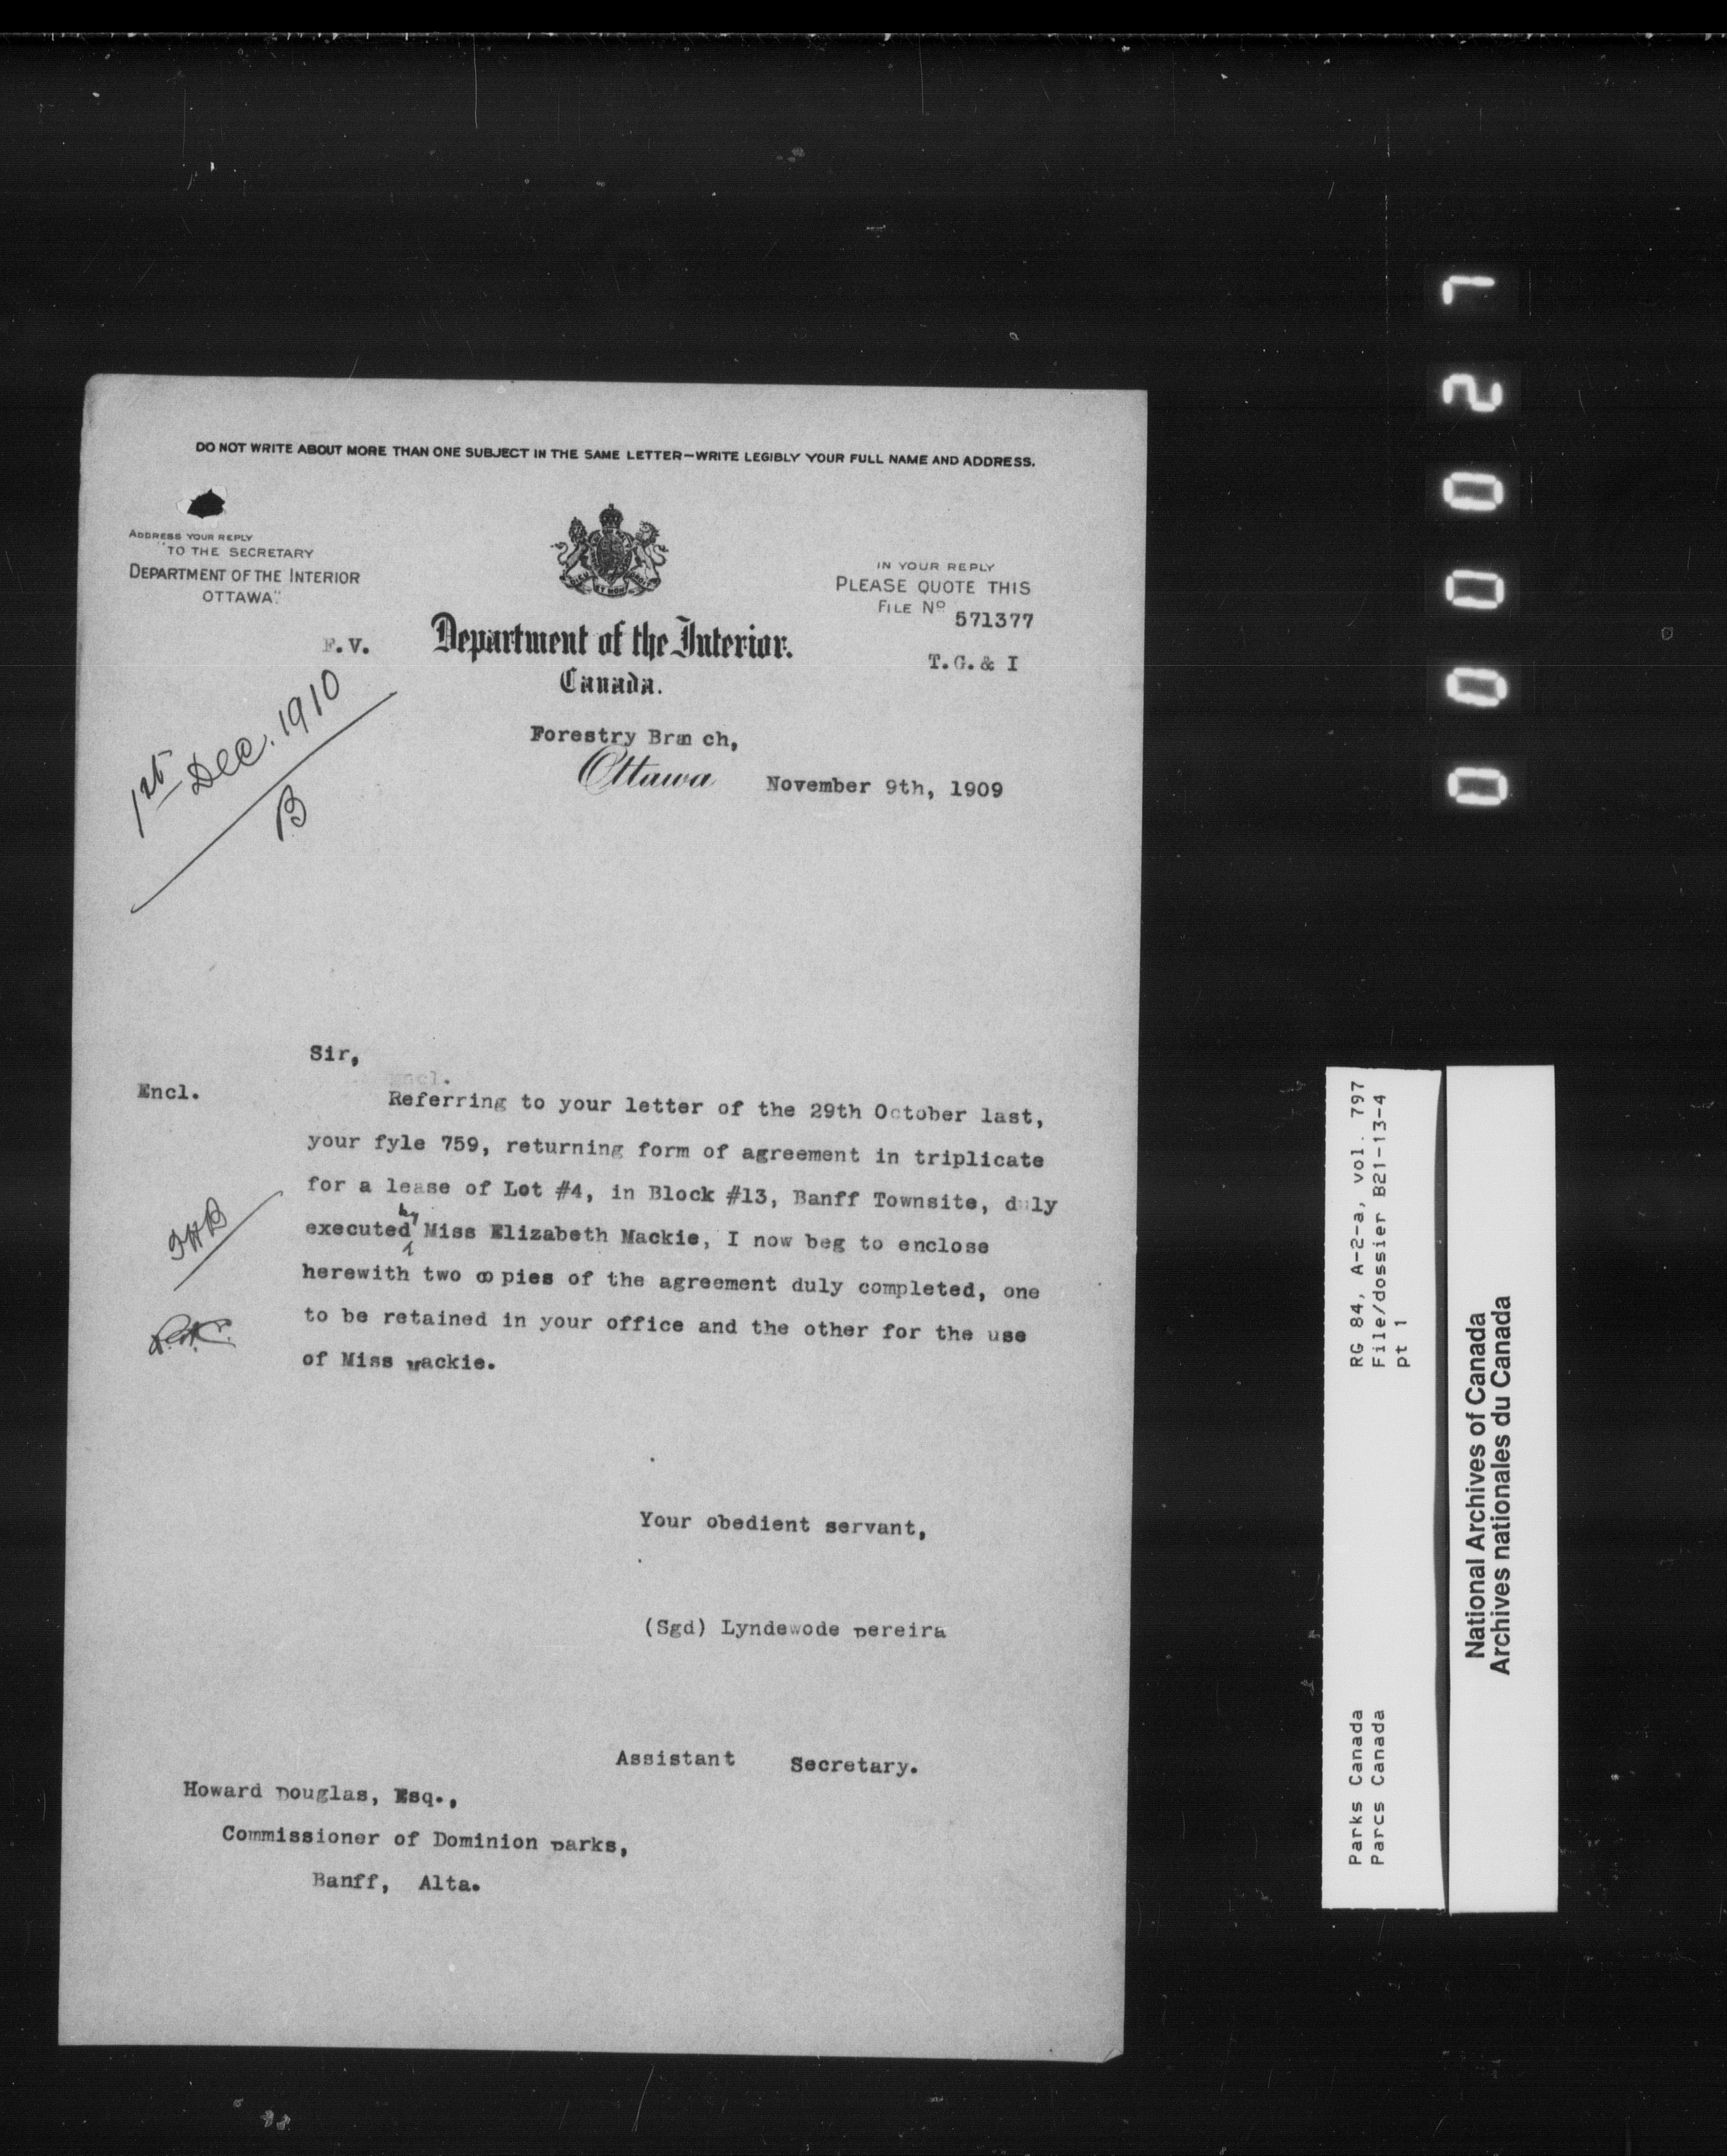 DO NOT WRITE ABOUT MORE THAN ONE SUBJECT IN THE SAME LETTER—WRITE LEGIBLY YOUR FULL NAME AND ADDRESS.
ADDRESS YOUR REPLY
"TO THE SECRETARY
DEPARTMENT OF THE INTERIOR
OTTAWA."
IN YOUR REPLY
PLEASE QUOTE THIS
FILE No 571377
T.G.& I
F.V.
Department of the Interior.
Canada.
1st Dec. 1910
B
Forestry Bran ch,
Ottawa November 9th, 1909
Sir,
Encl.
Referring to your letter of the 29th October last,
your fyle 759, returning form of agreement in triplicate
for a lease of Lot #4, in Block #13, Banff Townsite, duly
executed by Miss Elizabeth Mackie, I now beg to enclose
herewith two co pies of the agreement duly completed, one
to be retained in your office and the other for the use
of Miss Mackie.
Your obedient servant,
(Sgd) Lyndewode Pereira
Assistant Secretary.
Howard Douglas, Esq.,
Commissioner of Dominion Parks,
Banff, Alta.
000027
Parks Canada RG 84, A-2-a, vol. 797
Parcs Canada File/dossier B21-13-4
pt 1
National Archives of Canada
Archives nationales du Canada